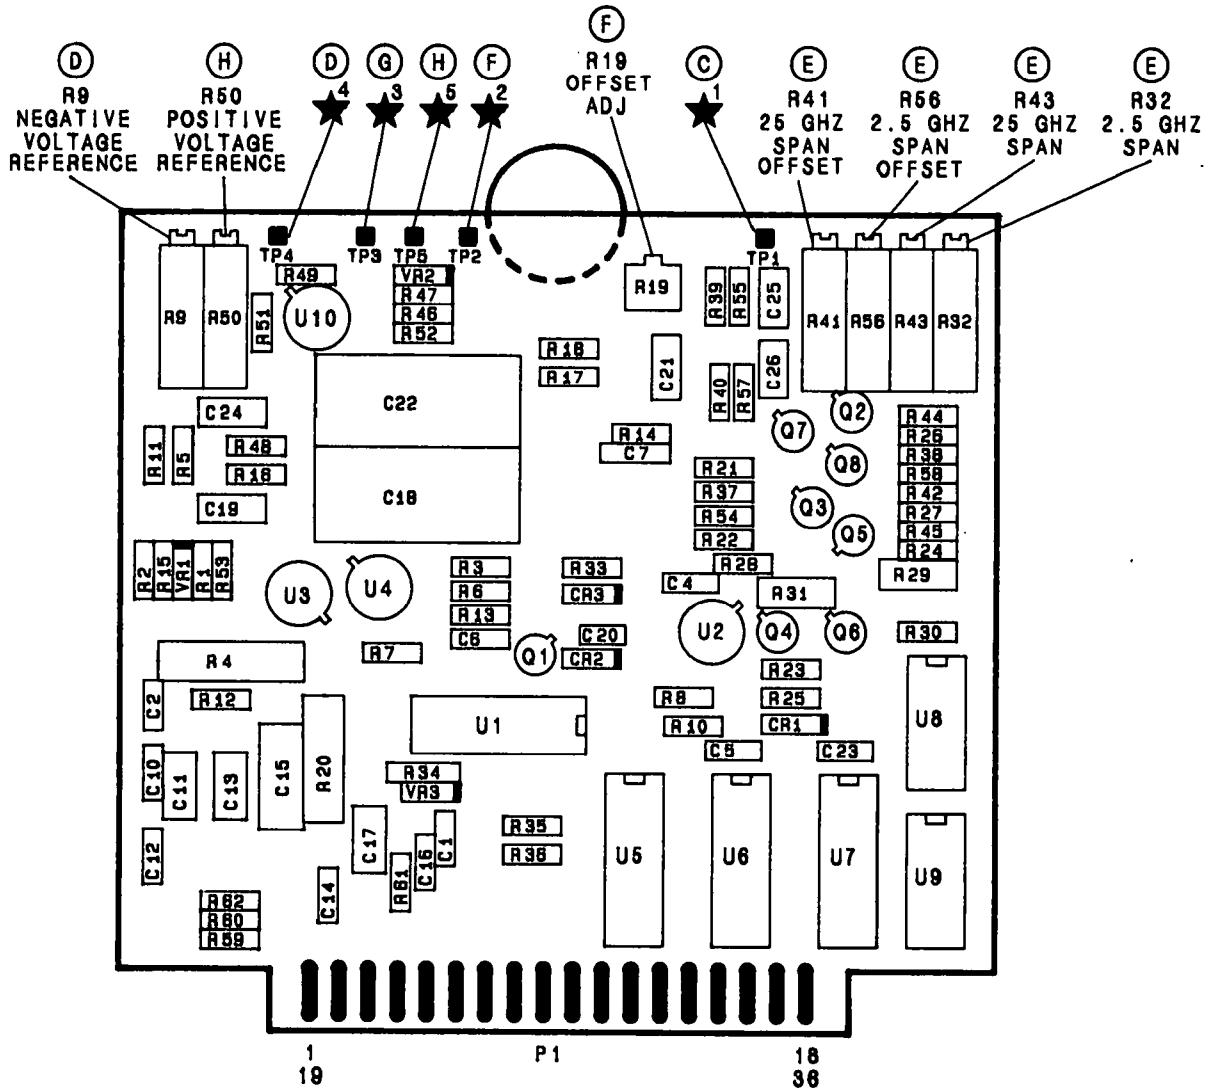 F
R19
OFFSET
ADJ
D
R9
NEGATIVE
VOLTAGE
REFERENCE
H
R50
POSITIVE
VOLTAGE
REFERENCE
D
4
G
3
H
5
F
2
C
1
E
R41
25 GHZ
SPAN
OFFSET
E
R56
2.5 GHZ
SPAN
OFFSET
E
R43
25 GHZ
SPAN
E
R32
2.5 GHZ
SPAN
TP4
TP3
TP5
TP2
TP1
R9
R50
R51
R49
U10
VR2
R47
R46
R52
R19
R39
R55
C25
R41
R56
R43
R32
R18
R17
C21
R40
R57
C26
C22
C24
R11
R5
R48
R16
C19
C18
R14
C7
Q7
Q2
Q8
Q3
Q5
R44
R26
R38
R58
R42
R27
R45
R24
R29
R21
R37
R54
R22
R28
C4
R31
R2
R15
VR1
R1
R53
U3
U4
R3
R6
R13
C6
R33
CR3
C20
CR2
Q1
U2
Q4
Q6
R30
R4
R7
R23
R25
CR1
C2
R12
R8
R10
C5
C23
U8
U1
C10
C11
C13
C15
R20
R34
VR3
C12
C17
R61
C16
C1
R35
R36
U5
U6
U7
U9
C14
R62
R60
R59
1
19
P1
18
36